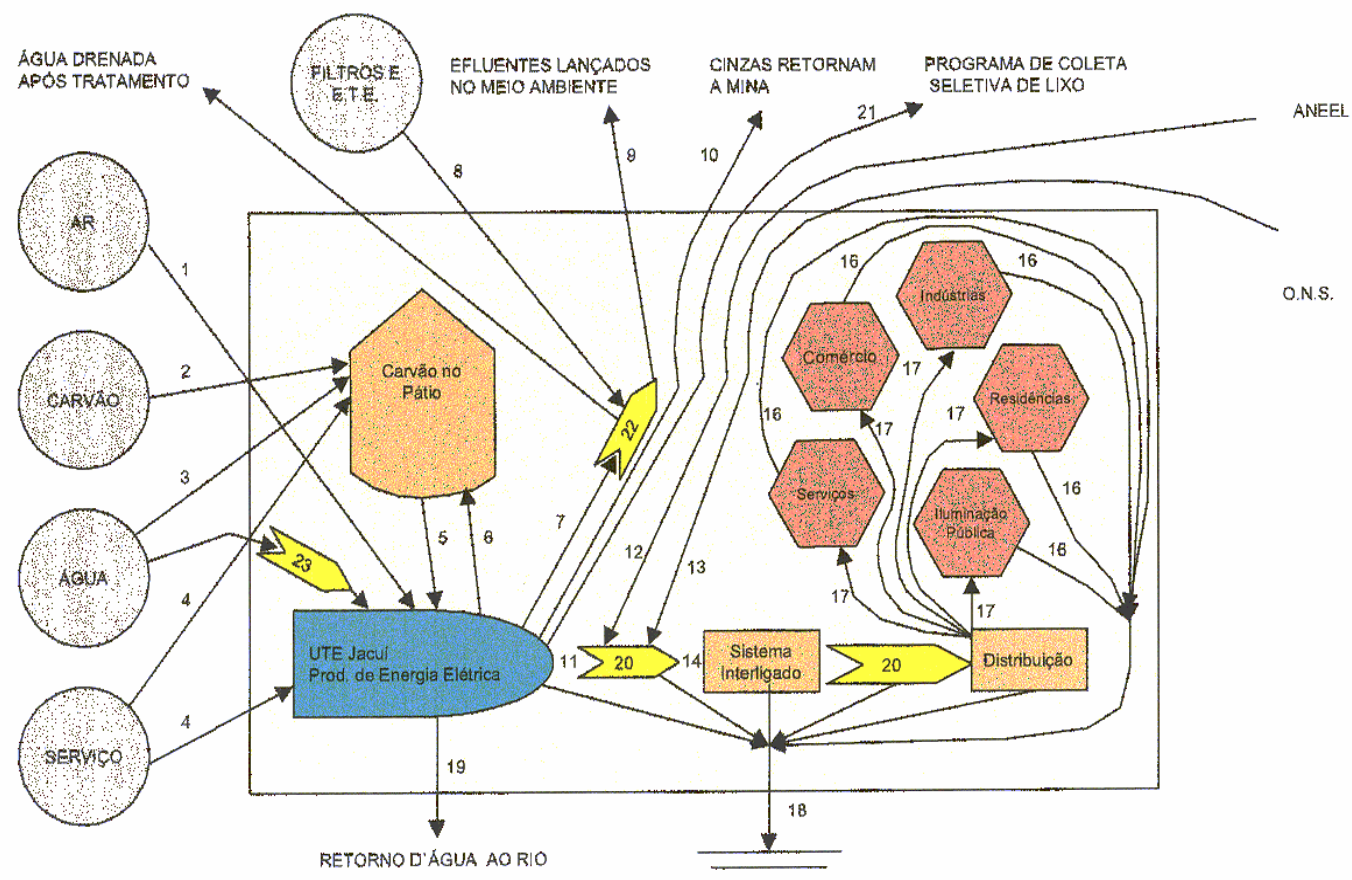 ÁGUA DRENADA
APÓS TRATAMENTO
FILTROS E
E.T.E.
EFLUENTES LANÇADOS
NO MEIO AMBIENTE
CINZAS RETORNAM
A MINA
PROGRAMA DE COLETA
SELETIVA DE LIXO
ANEEL
O.N.S.
8
9
10
21
AR
1
CARVÃO
2
3
ÁGUA
23
4
SERVIÇO
4
Carvão no
Pátio
5
6
7
22
12
13
16
Indústrias
16
Comércio
17
Residências
17
16
17
Serviços
16
Iluminação
Pública
16
17
17
UTE Jacuí
Prod. de Energia Elétrica
11
20
14
Sistema
Interligado
20
Distribuição
19
18
RETORNO D'ÁGUA AO RIO